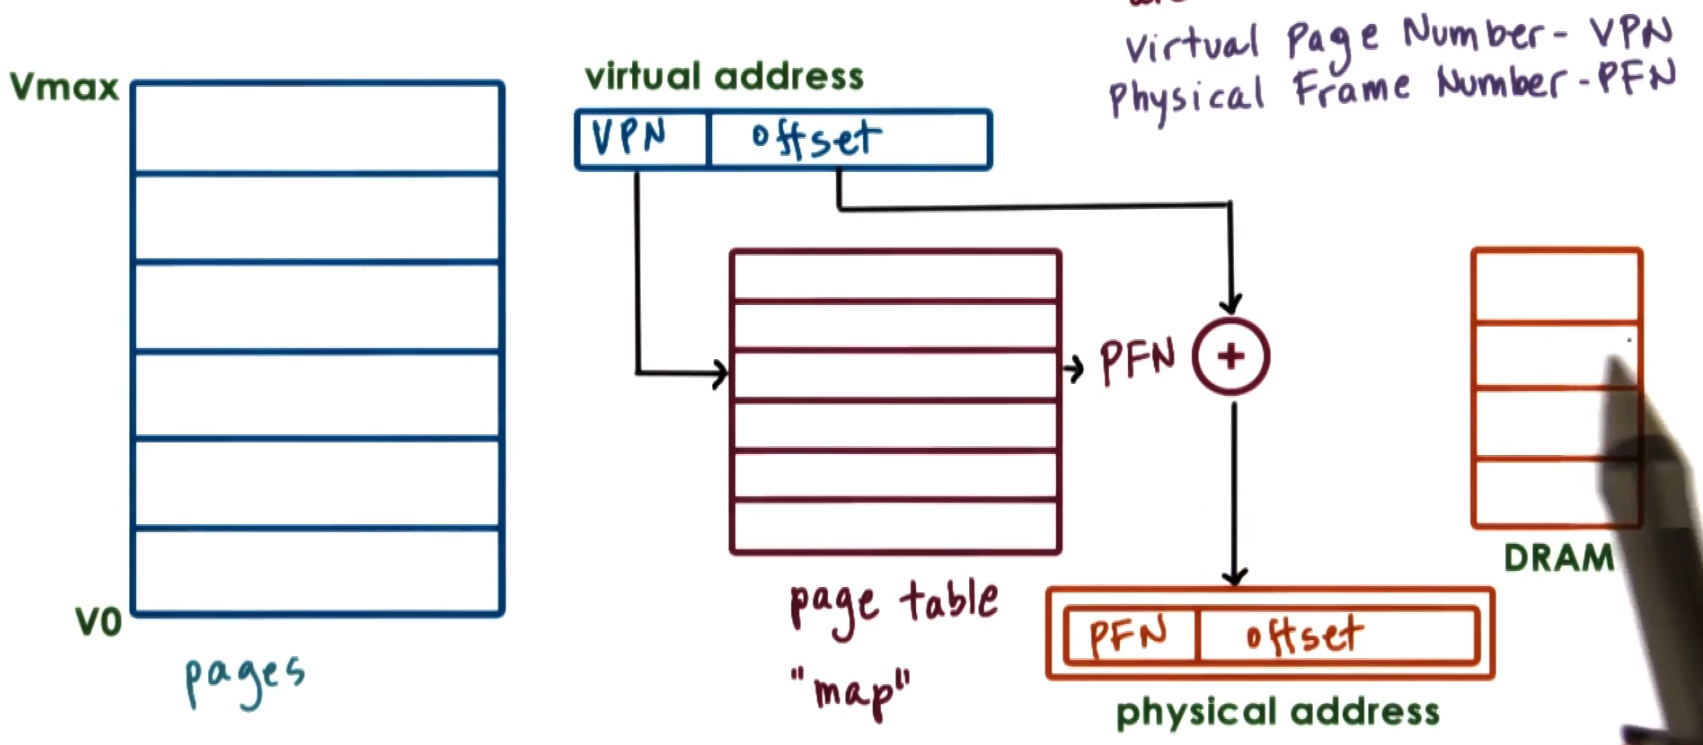 Virtual Page Number - VPN
Physical Frame Number - PFN
Vmax
virtual address
VPN
offset
PFN
+
DRAM
V0
pages
page table
"map"
PFN
offset
physical address